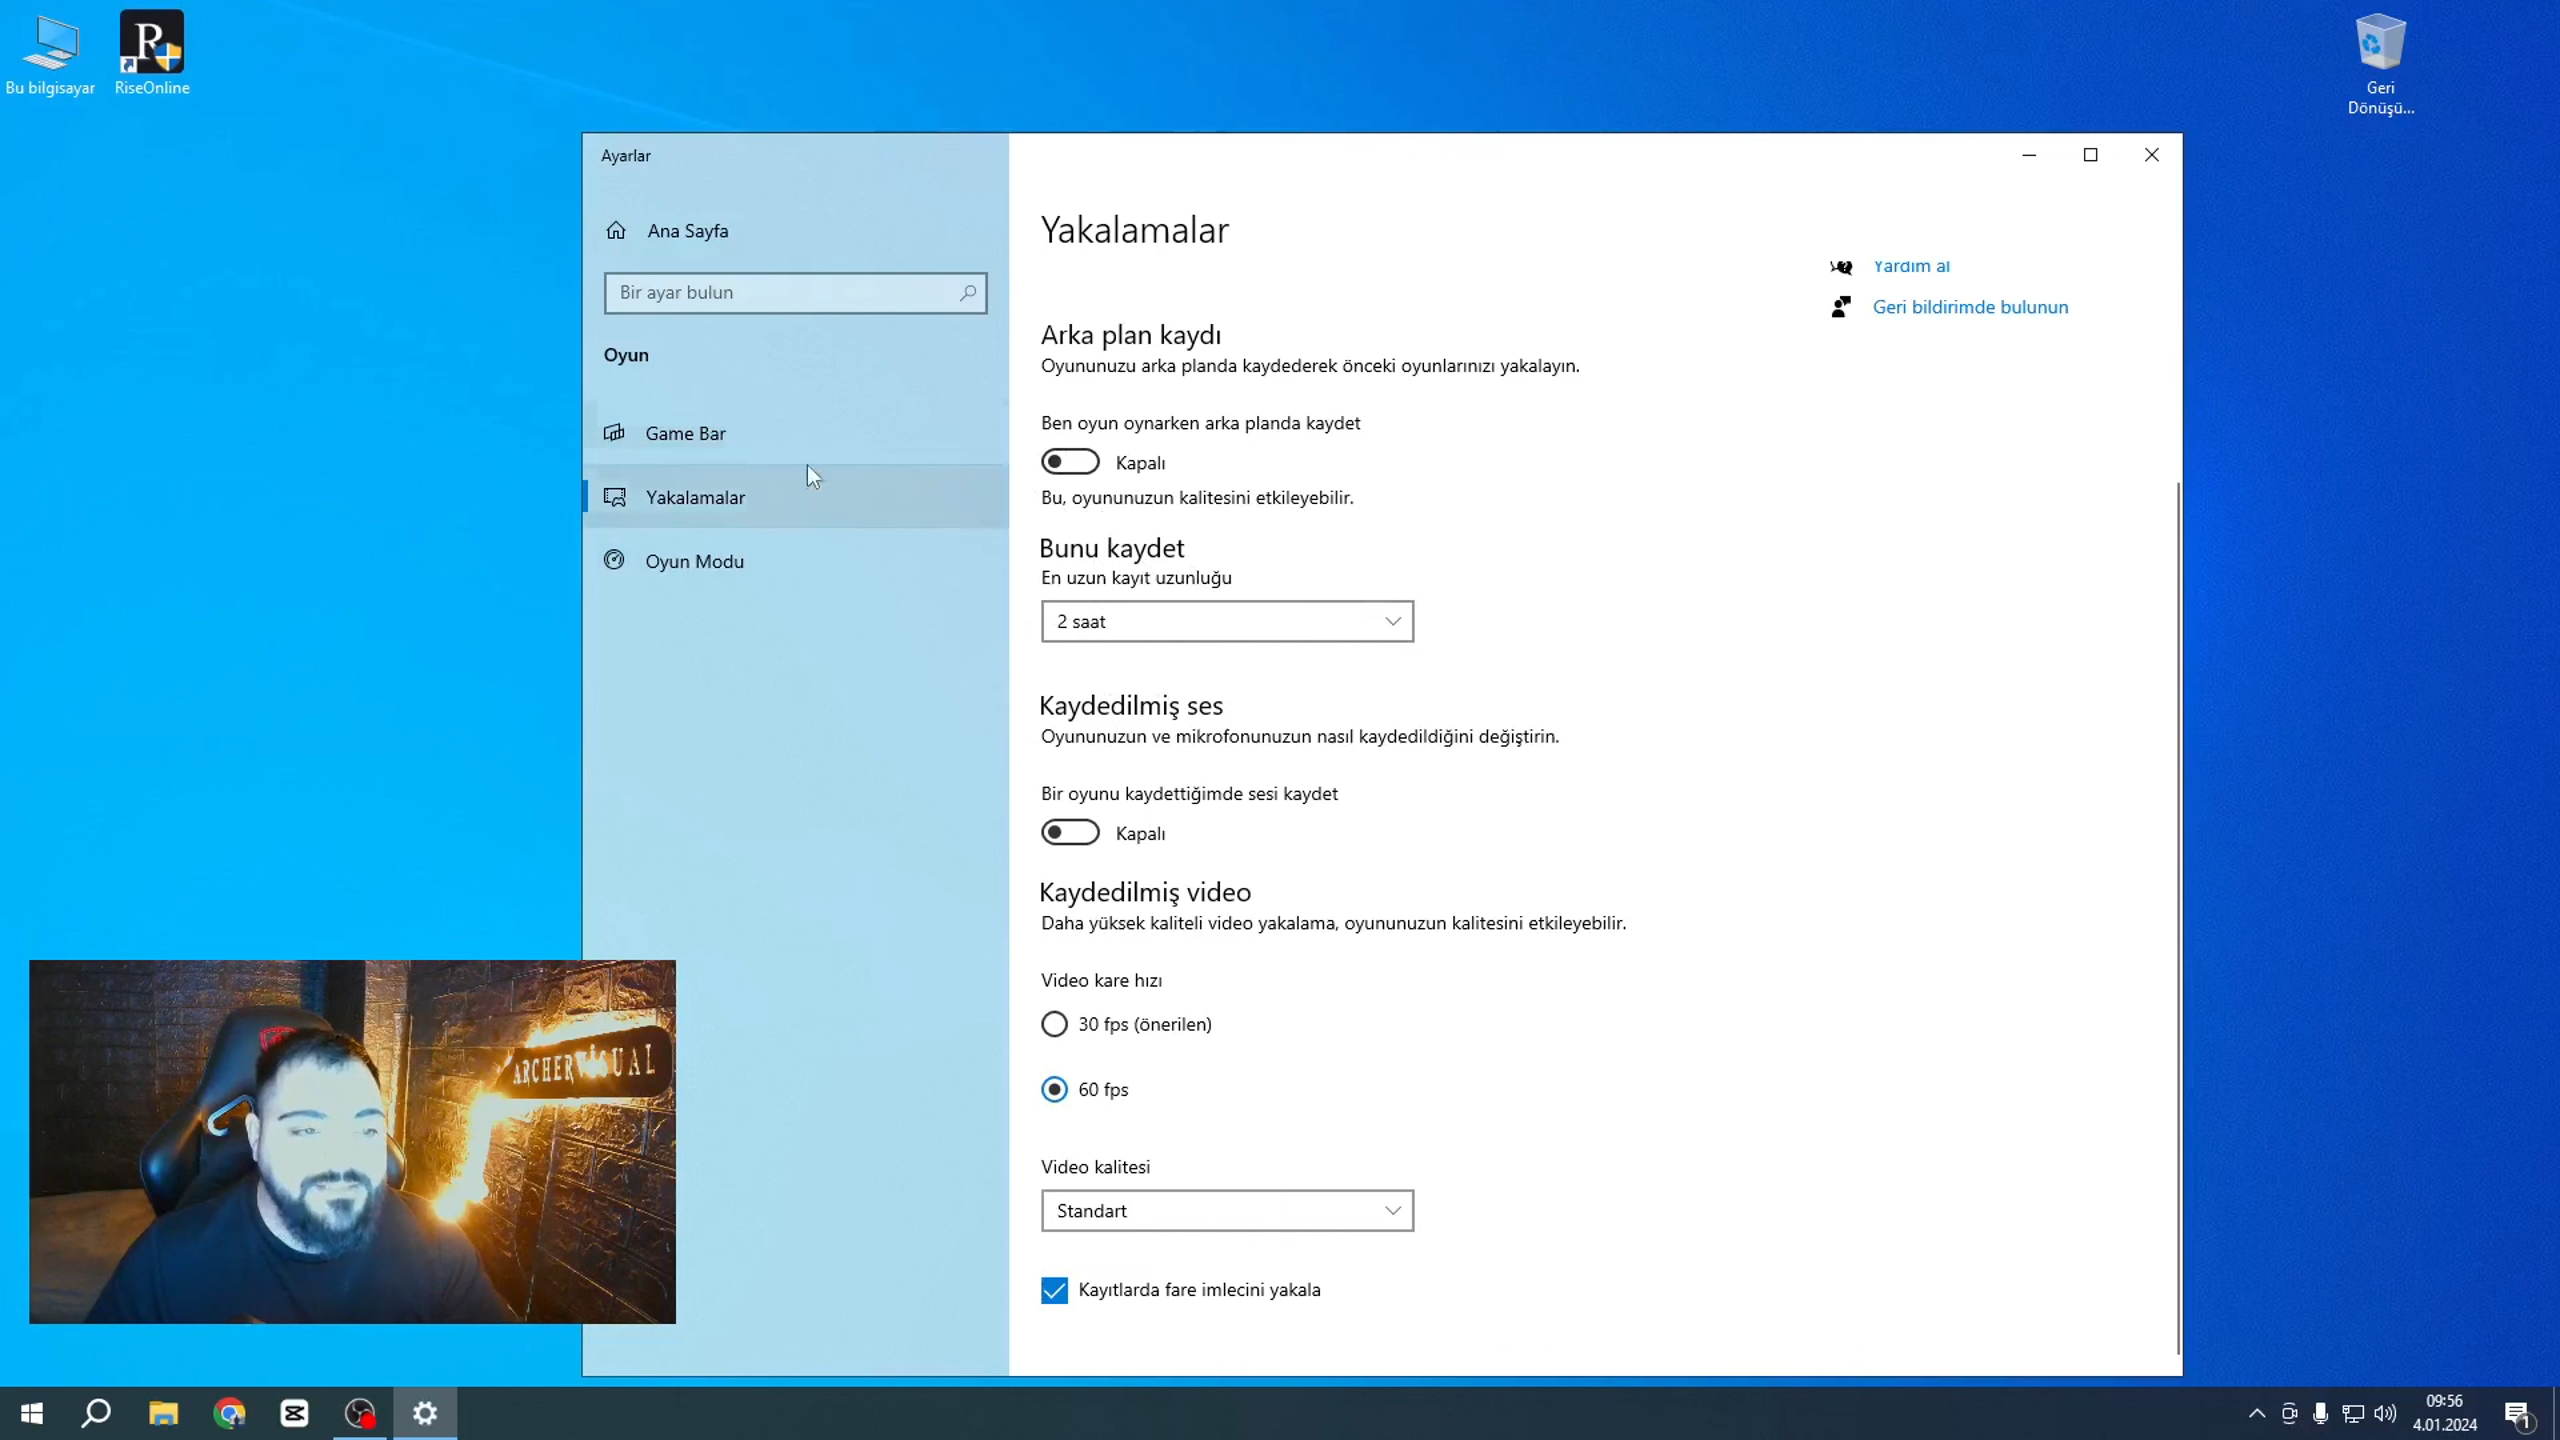 Bu bilgisayar
RiseOnline
Geri
Dönüşü...
Ayarlar
Ana Sayfa
Bir ayar bulun
Oyun
Game Bar
Yakalamalar
Oyun Modu
Yakalamalar
Yardım al
Geri bildirimde bulunun
Arka plan kaydı
Oyununuzu arka planda kaydederek önceki oyunlarınızı yakalayın.
Ben oyun oynarken arka planda kaydet
Kapalı
Bu, oyununuzun kalitesini etkileyebilir.
Bunu kaydet
En uzun kayıt uzunluğu
2 saat
Kaydedilmiş ses
Oyununuzun ve mikrofonunuzun nasıl kaydedildiğini değiştirin.
Bir oyunu kaydettiğimde sesi kaydet
Kapalı
Kaydedilmiş video
Daha yüksek kaliteli video yakalama, oyununuzun kalitesini etkileyebilir.
Video kare hızı
30 fps (önerilen)
60 fps
Video kalitesi
Standart
Kayıtlarda fare imlecini yakala
ARCHERVİSUAL
09:56
4.01.2024
1